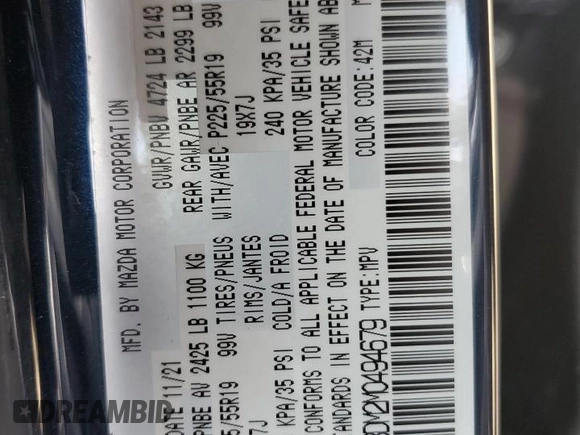 MFD. BY MAZDA MOTOR CORPORATION
DATE 11/21 GVWR/PNBV 4724 LB 2143
PNBE AV 2425 LB 1100 KG REAR GAWR/PNBE AR 2299 LB
55R19 99V TIRES/PNEUS WITH/AVEC P225/55R19 99V
RIMS/JANTES 19X7J
KPA/35 PSI COLD/A FROID 240 KPA/35 PSI
CONFORMS TO ALL APPLICABLE FEDERAL MOTOR VEHICLE SAFE
STANDARDS IN EFFECT ON THE DATE OF MANUFACTURE SHOWN AB
M0494679 TYPE:MPV COLOR CODE:42M
DREAMBID